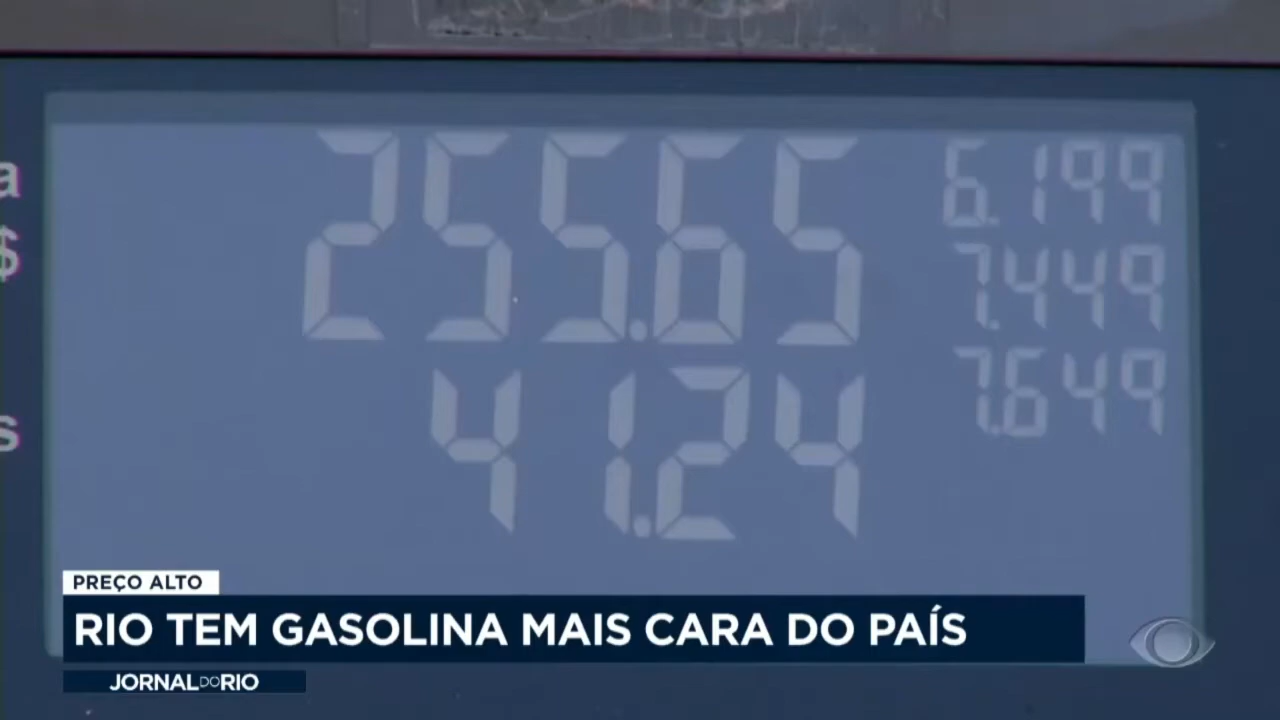 255.65
6.199
7.449
41.24
7.649
a
$
s
PREÇO ALTO
RIO TEM GASOLINA MAIS CARA DO PAÍS
JORNAL DO RIO